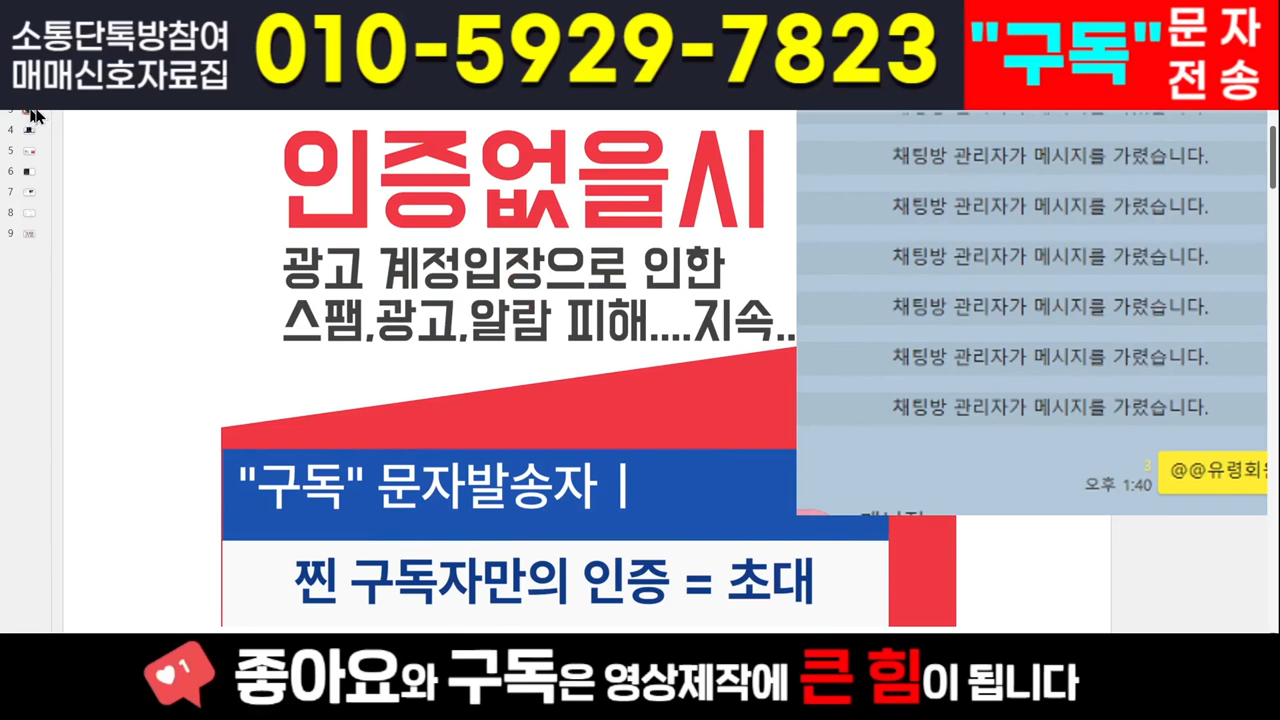 소통단톡방참여
매매신호자료집
010-5929-7823
"구독"
문자
전송
4
5
6
7
8
9
인증없을시
광고 계정입장으로 인한
스팸,광고,알람 피해....지속..
채팅방 관리자가 메시지를 가렸습니다.
채팅방 관리자가 메시지를 가렸습니다.
채팅방 관리자가 메시지를 가렸습니다.
채팅방 관리자가 메시지를 가렸습니다.
채팅방 관리자가 메시지를 가렸습니다.
채팅방 관리자가 메시지를 가렸습니다.
3
오후 1:40
@@유령회
"구독" 문자발송자 |
찐 구독자만의 인증 = 초대
1
좋아요와 구독은 영상제작에 큰 힘이 됩니다